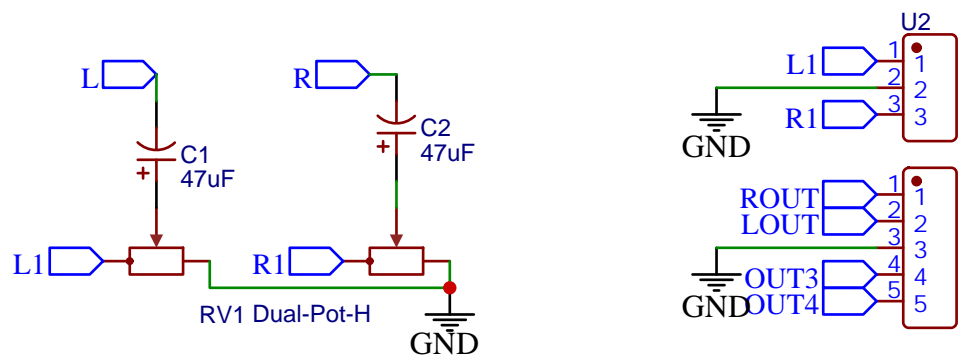 L
C1
47uF
L1
R
C2
47uF
R1
RV1 Dual-Pot-H
GND
U2
L1
1
1
2
2
R1
3
3
GND
ROUT
1
1
LOUT
2
2
3
3
OUT3
4
4
OUT4
5
5
GND